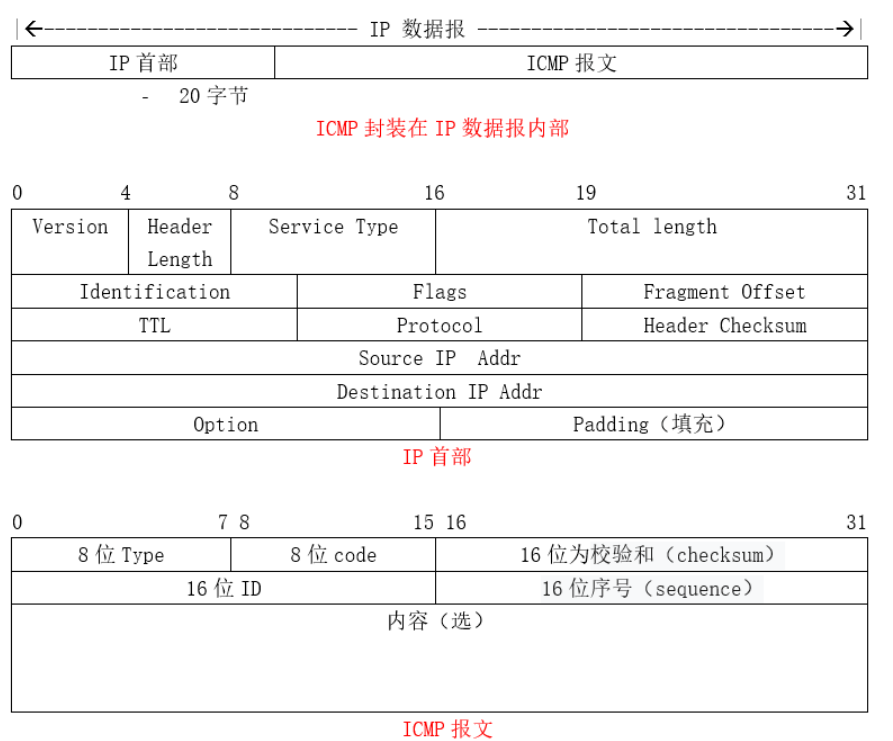 |←---------------------------- IP 数据报 --------------------------------→|
IP 首部 ICMP 报文
- 20 字节
ICMP 封装在 IP 数据报内部
0 4 8 16 19 31
Version Header Service Type Total length
Length
Identification Flags Fragment Offset
TTL Protocol Header Checksum
Source IP Addr
Destination IP Addr
Option Padding（填充）
IP 首部
0 7 8 15 16 31
8 位 Type 8 位 code 16 位为校验和（checksum）
16 位 ID 16 位序号（sequence）
内容（选）
ICMP 报文